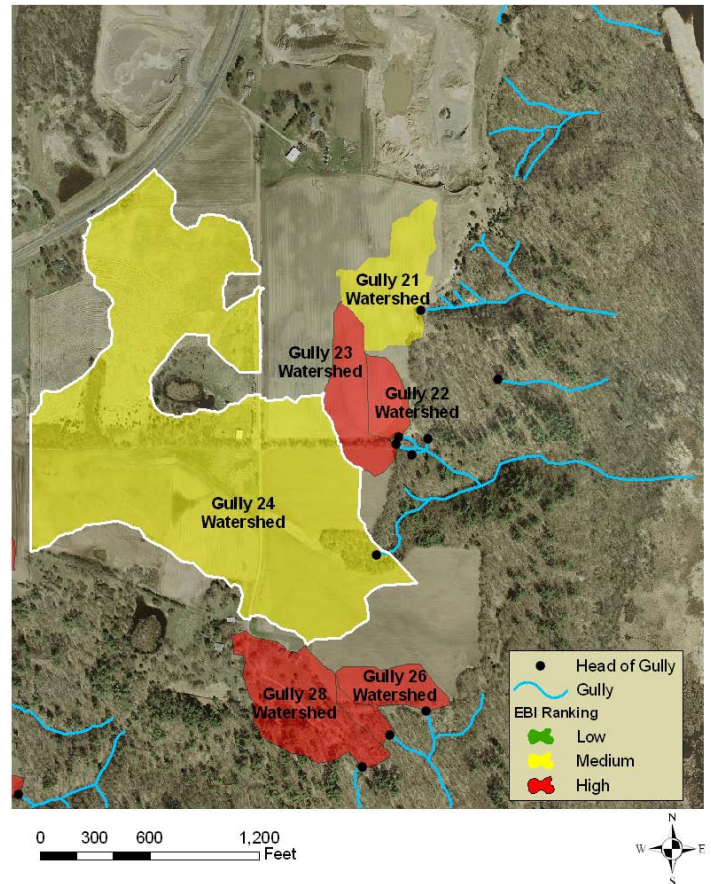 Gully 21
Watershed
Gully 23
Watershed
Gully 22
Watershed
Gully 24
Watershed
Gully 26
Watershed
Gully 28
Watershed
Head of Gully
Gully
EBI Ranking
Low
Medium
High
0 300 600 1,200
Feet
N
W E
S